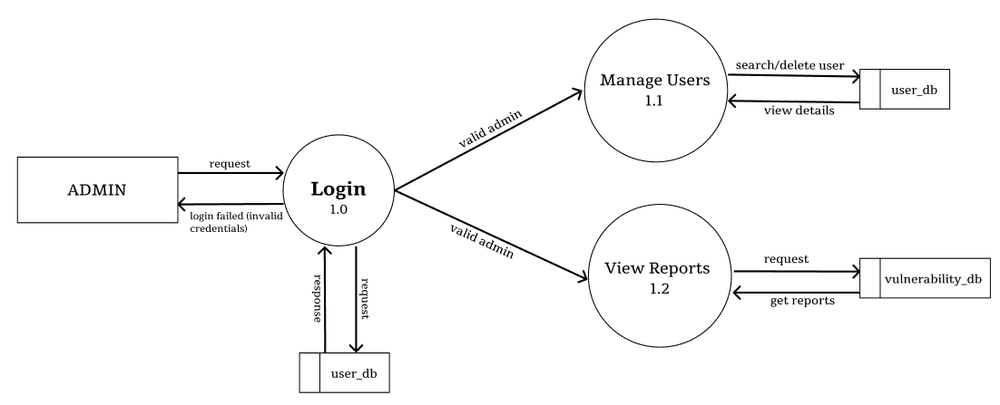 Manage Users
1.1
search/delete user
view details
user_db
valid admin
ADMIN
request
login failed (invalid
credentials)
Login
1.0
valid admin
View Reports
1.2
request
get reports
vulnerability_db
response
request
user_db